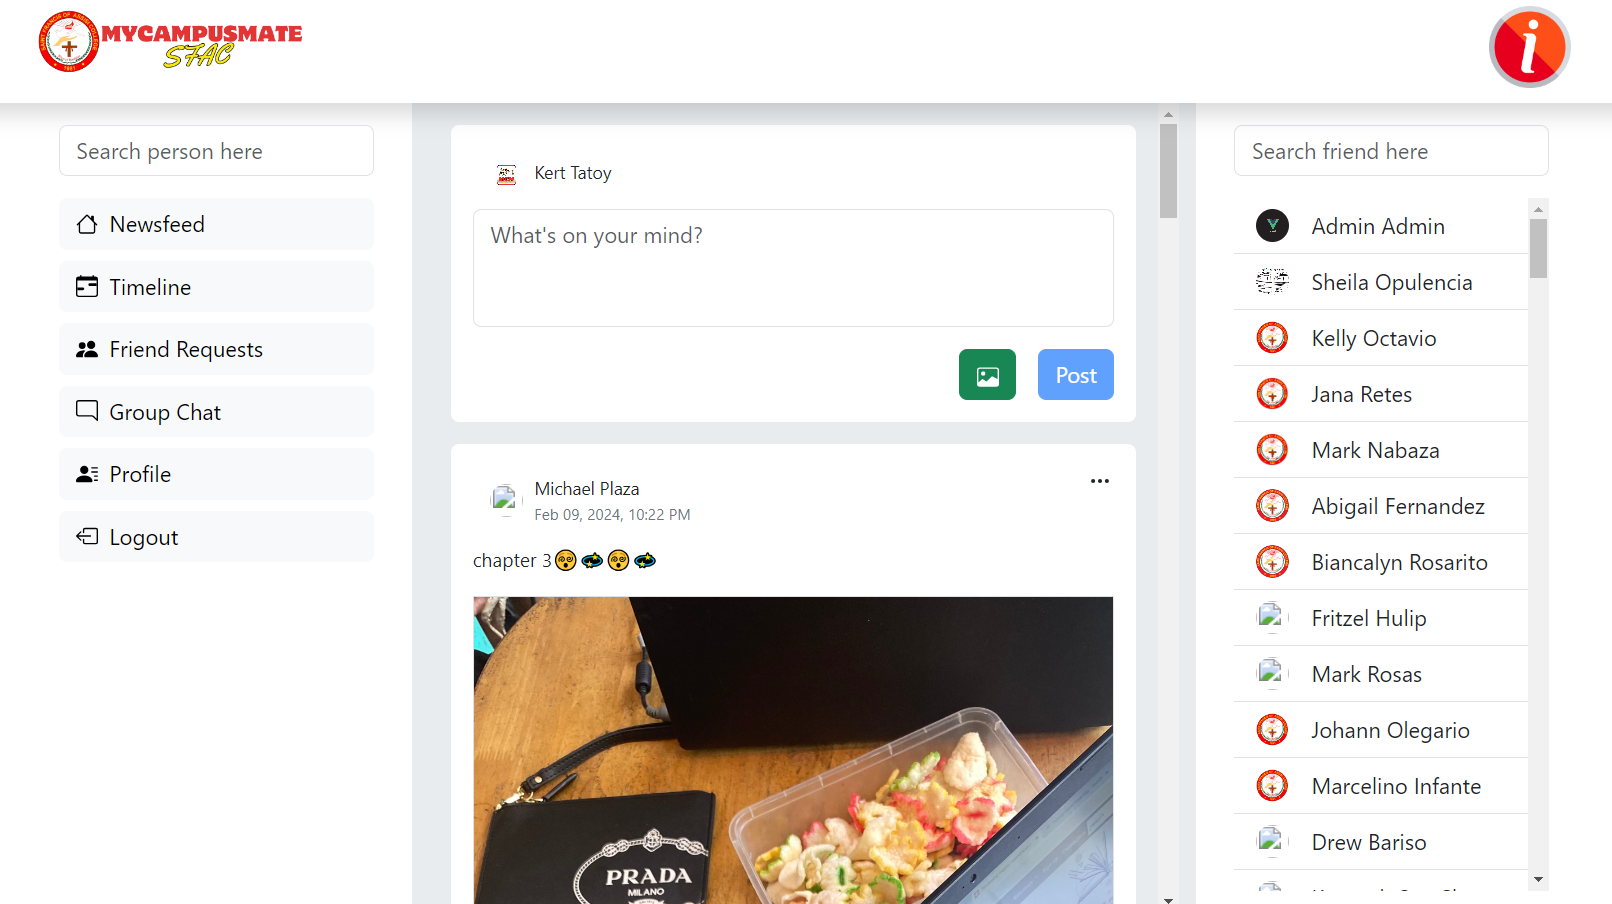 MYCAMPUSMATE
SFAC
Search person here
Newsfeed
Timeline
Friend Requests
Group Chat
Profile
Logout
Kert Tatoy
What's on your mind?
Post
Michael Plaza
Feb 09, 2024, 10:22 PM
chapter 3😵💫😵💫
PRADA
MILANO
Search friend here
Admin Admin
Sheila Opulencia
Kelly Octavio
Jana Retes
Mark Nabaza
Abigail Fernandez
Biancalyn Rosarito
Fritzel Hulip
Mark Rosas
Johann Olegario
Marcelino Infante
Drew Bariso